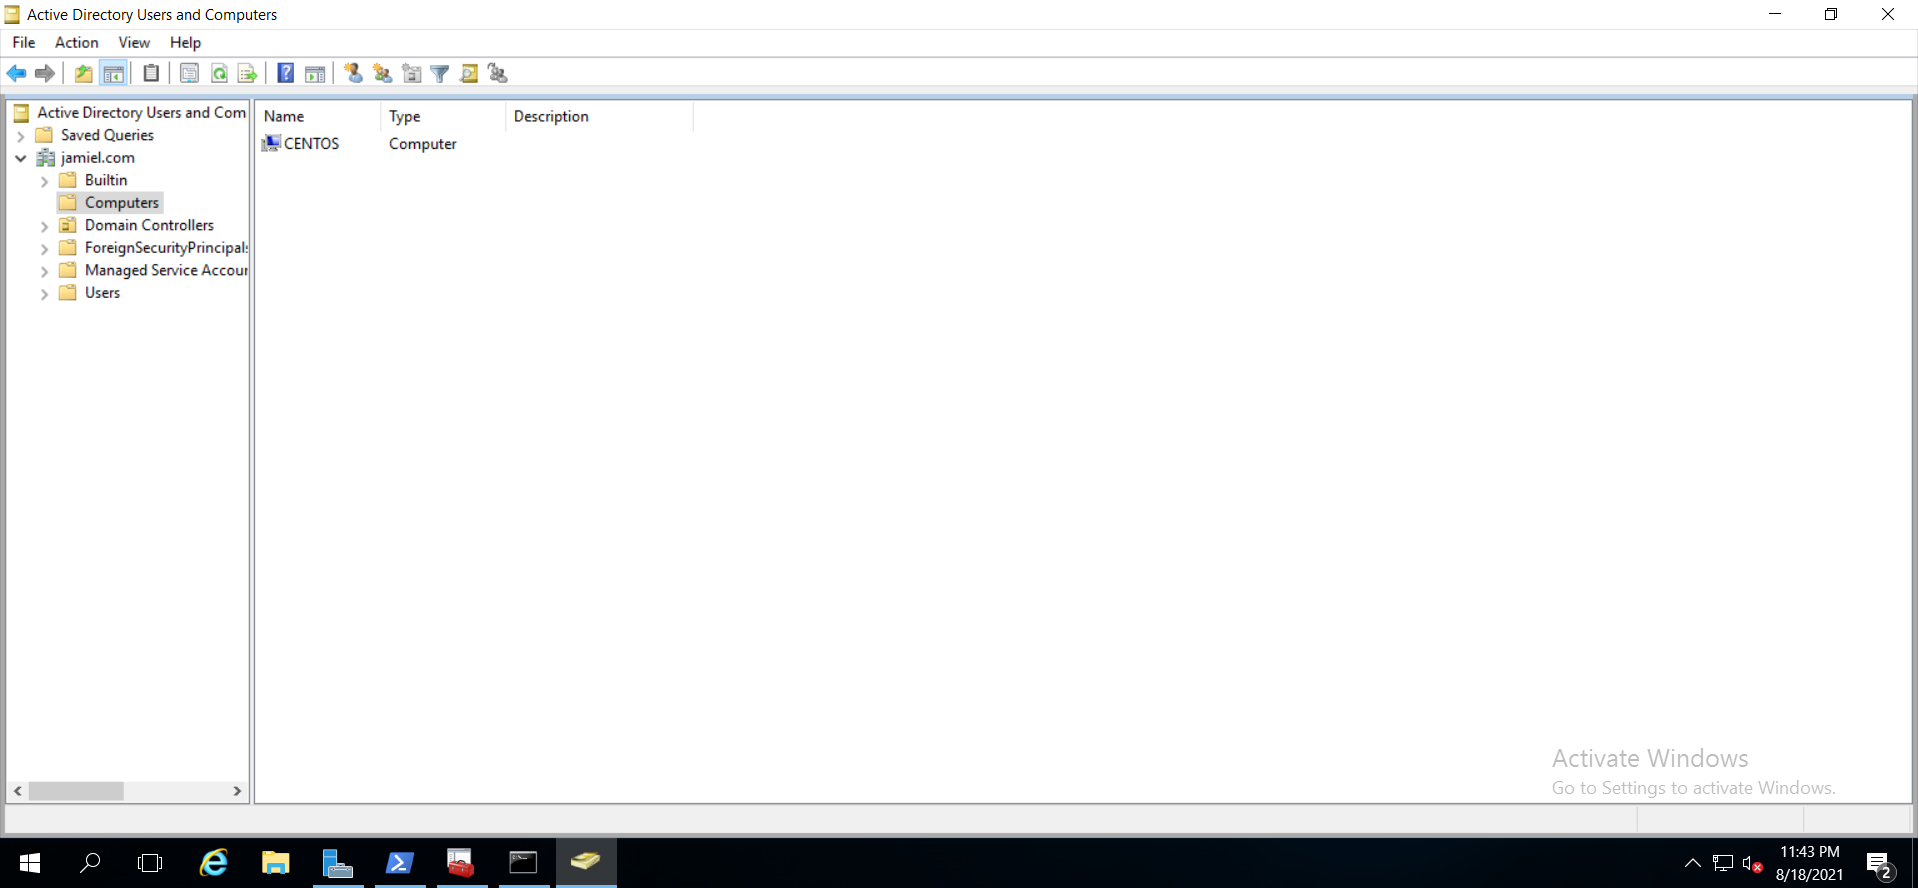 Active Directory Users and Computers
File Action View Help
Active Directory Users and Com
Saved Queries
jamiel.com
Builtin
Computers
Domain Controllers
ForeignSecurityPrincipals
Managed Service Accour
Users
Name Type Description
CENTOS Computer
Activate Windows
Go to Settings to activate Windows.
11:43 PM
8/18/2021
2